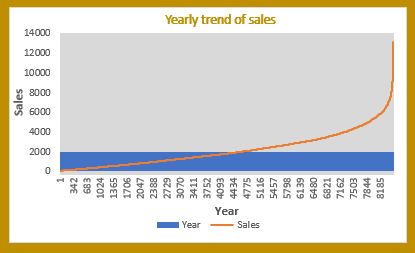 Yearly trend of sales
14000
12000
10000
8000
6000
4000
2000
0
Sales
1 342 683 1024 1365 1706 2047 2388 2729 3070 3411 3752 4093 4434 4775 5116 5457 5798 6139 6480 6821 7162 7503 7844 8185
Year
Year Sales